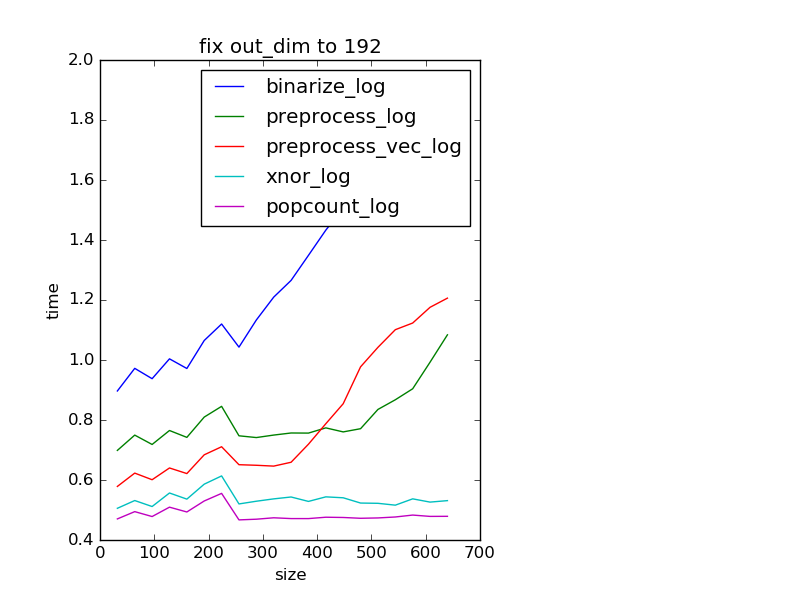 fix out_dim to 192
binarize_log
preprocess_log
preprocess_vec_log
xnor_log
popcount_log
time
2.0
1.8
1.6
1.4
1.2
1.0
0.8
0.6
0.4
0 100 200 300 400 500 600 700
size